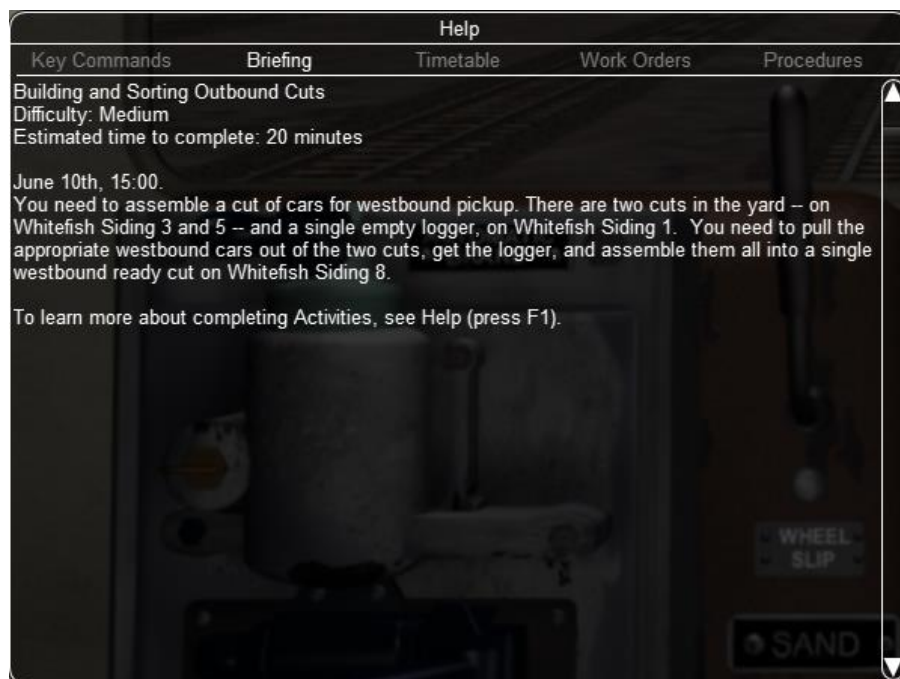 Help
Key Commands Briefing Timetable Work Orders Procedures
Building and Sorting Outbound Cuts
Difficulty: Medium
Estimated time to complete: 20 minutes
June 10th, 15:00.
You need to assemble a cut of cars for westbound pickup. There are two cuts in the yard -- on
Whitefish Siding 3 and 5 -- and a single empty logger, on Whitefish Siding 1.  You need to pull the
appropriate westbound cars out of the two cuts, get the logger, and assemble them all into a single
westbound ready cut on Whitefish Siding 8.
To learn more about completing Activities, see Help (press F1).
WHEEL
SLIP
SAND